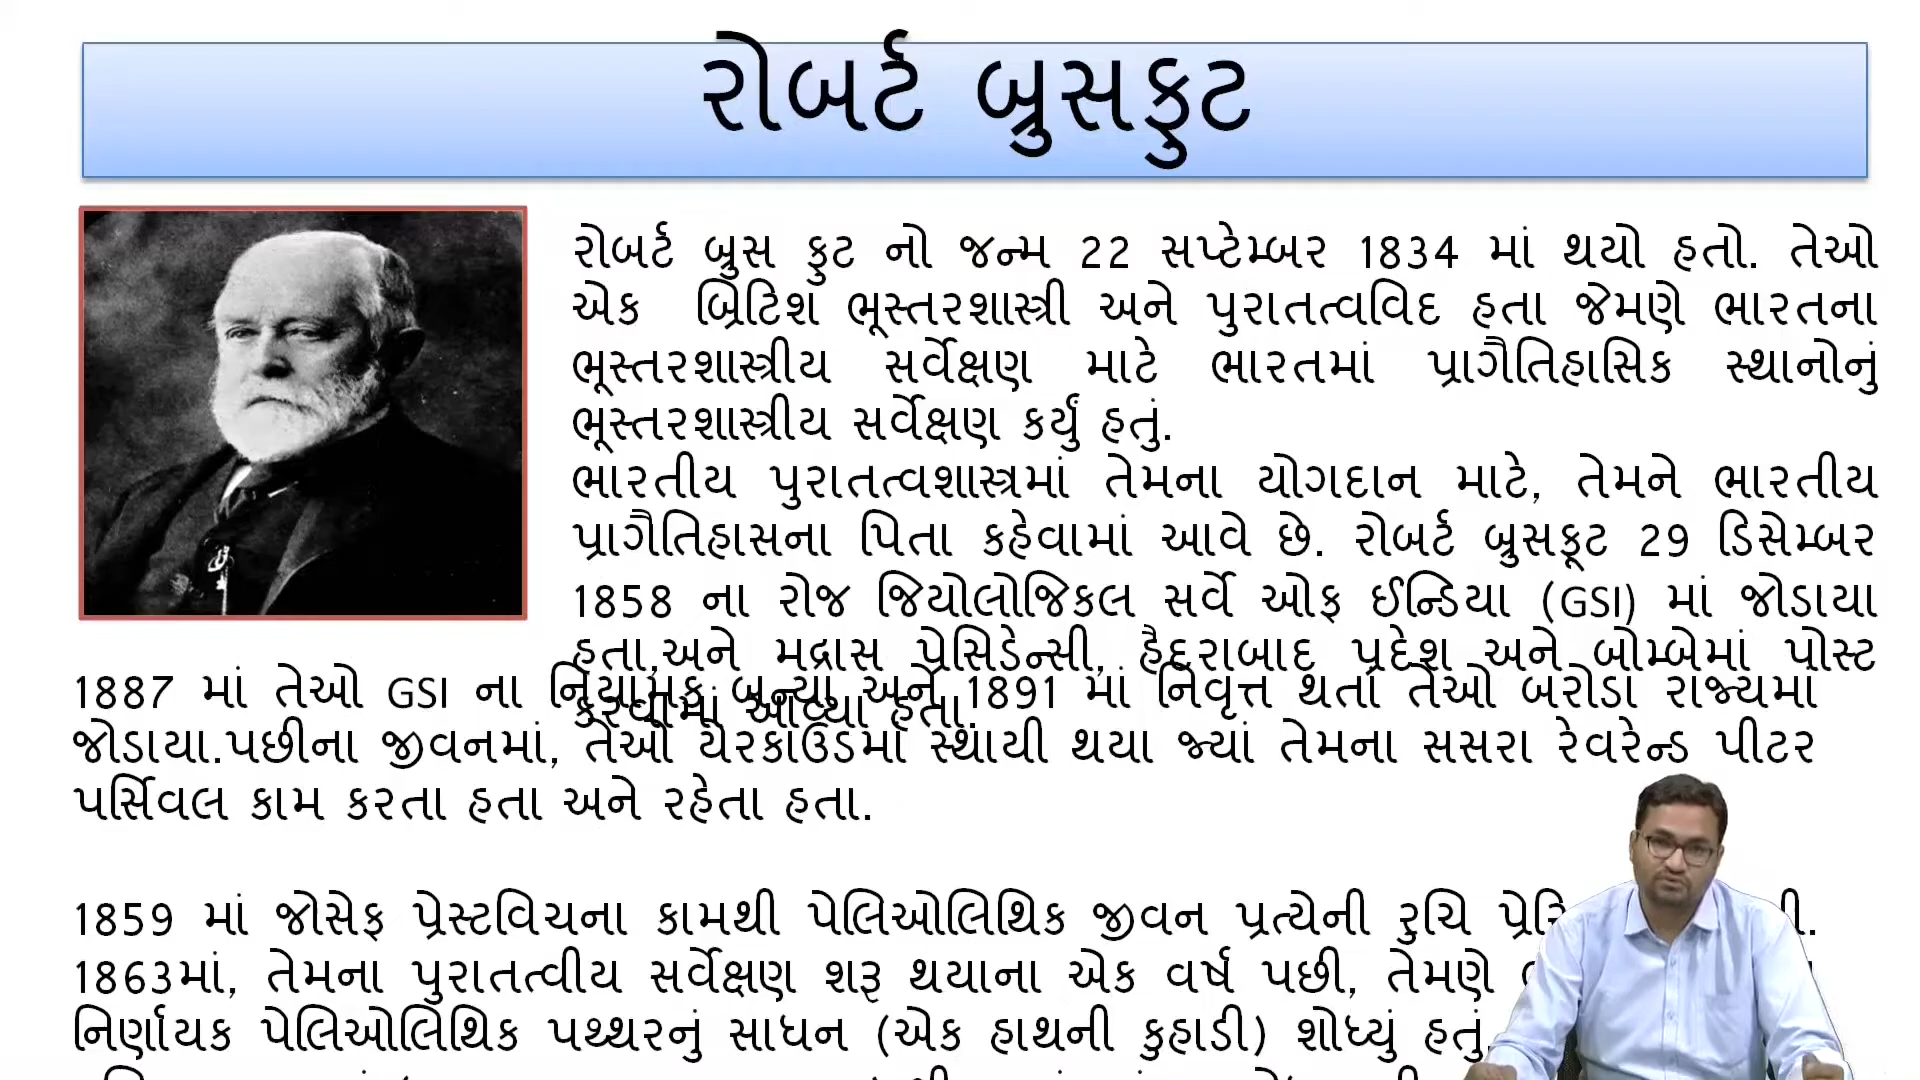 રોબર્ટ બ્રુસફુટ
રોબર્ટ બ્રુસ ફુટ નો જન્મ 22 સપ્ટેમ્બર 1834 માં થયો હતો. તેઓ
એક બ્રિટિશ ભૂસ્તરશાસ્ત્રી અને પુરાતત્વવિદ હતા જેમણે ભારતના
ભૂસ્તરશાસ્ત્રીય સર્વેક્ષણ માટે ભારતમાં પ્રાગૈતિહાસિક સ્થાનોનું
ભૂસ્તરશાસ્ત્રીય સર્વેક્ષણ કર્યું હતું.
ભારતીય પુરાતત્વશાસ્ત્રમાં તેમના યોગદાન માટે, તેમને ભારતીય
પ્રાગૈતિહાસના પિતા કહેવામાં આવે છે. રોબર્ટ બ્રુસફૂટ 29 ડિસેમ્બર
1858 ના રોજ જિયોલોજિકલ સર્વે ઓફ ઈન્ડિયા (GSI) માં જોડાયા
હતા,અને મદ્રાસ પ્રેસિડેન્સી, હૈદરાબાદ પ્રદેશ અને બોમ્બેમાં પોસ્ટ
કરવામાં આવ્યા હતા.
1887 માં તેઓ GSI ના નિયામક બન્યા અને 1891 માં નિવૃત્ત થતાં તેઓ બરોડા રાજ્યમાં
જોડાયા.પછીના જીવનમાં, તેઓ યેરકાઉડમાં સ્થાયી થયા જ્યાં તેમના સસરા રેવરેન્ડ પીટર
પર્સિવલ કામ કરતા હતા અને રહેતા હતા.
1859 માં જોસેફ પ્રેસ્ટવિચના કામથી પેલિઓલિથિક જીવન પ્રત્યેની રુચિ
1863માં, તેમના પુરાતત્વીય સર્વેક્ષણ શરૂ થયાના એક વર્ષ પછી, તેમણે
નિર્ણાયક પેલિઓલિથિક પથ્થરનું સાધન (એક હાથની કુહાડી) શોધ્યું હતું.